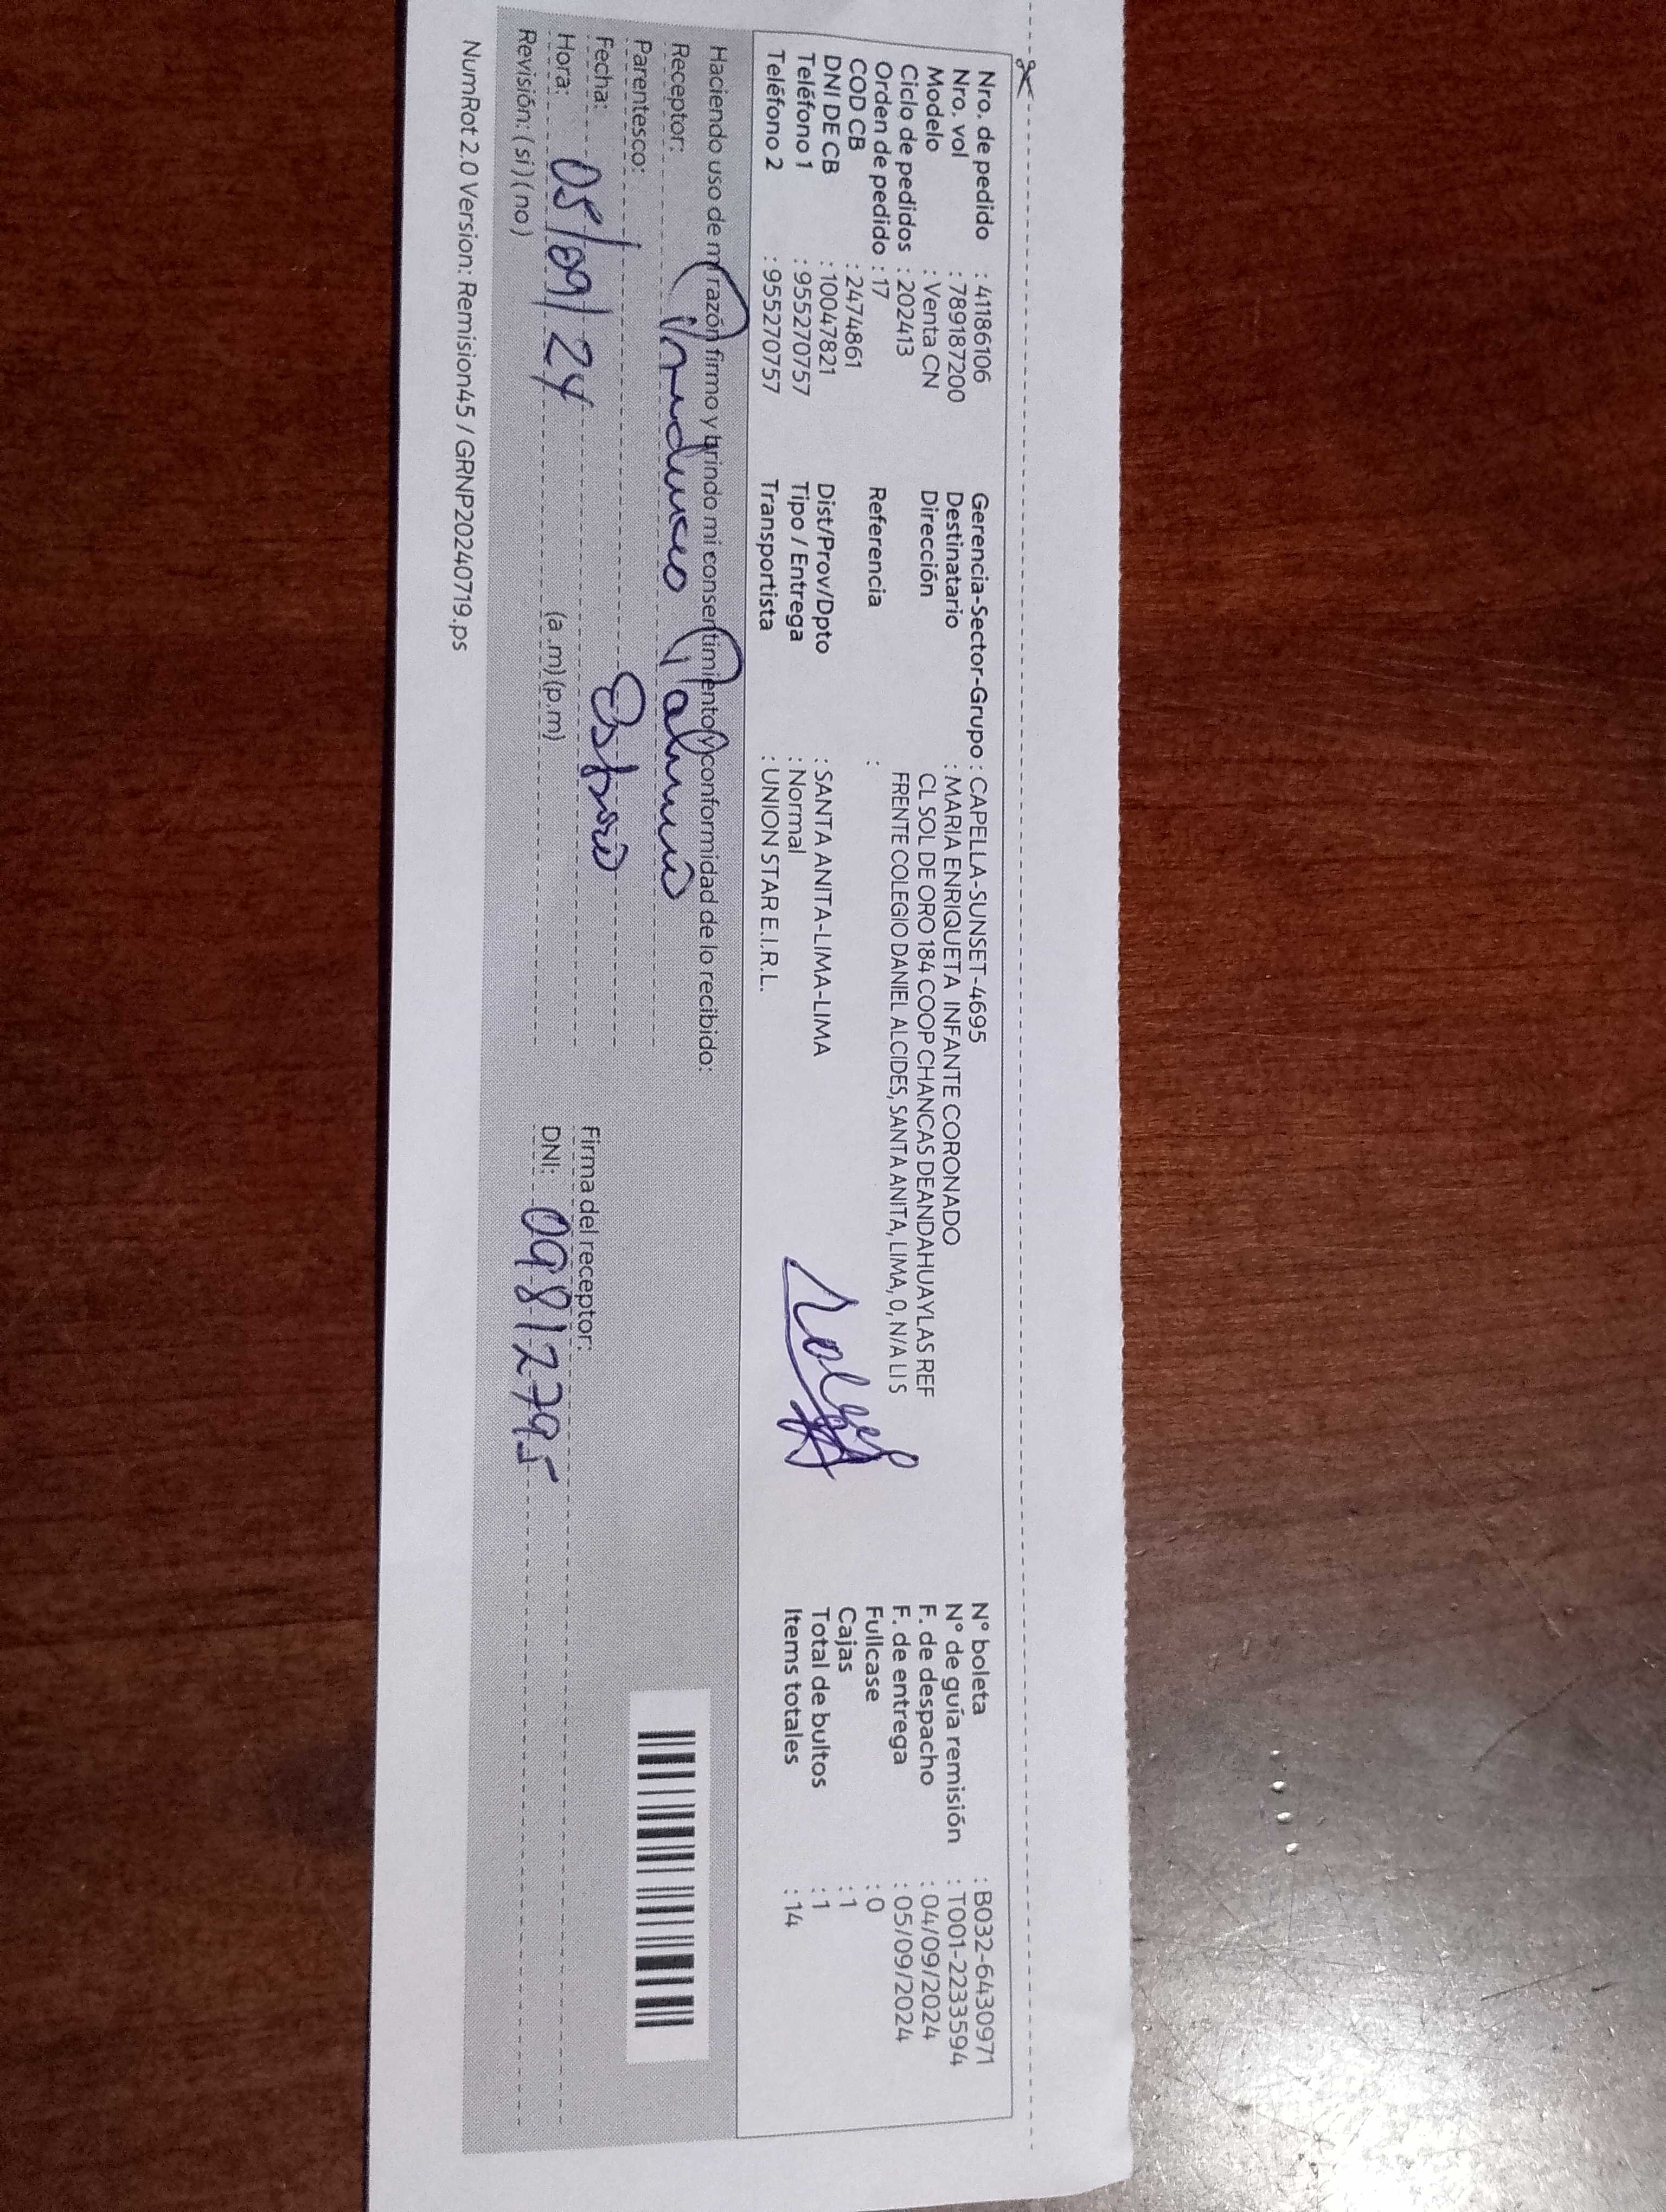 Nro. de pedido : 41186106
Nro. vol : 7891872​00
Modelo : Venta CN
Ciclo de pedidos : 202413
Orden de pedido : 17
COD CB : 2474861
DNI DE CB : 10047821
Teléfono 1 : 955270757
Teléfono 2 : 955270757
Gerencia-Sector-Grupo : CAPELLA-SUNSET-4695
Destinatario : MARIA ENRIQUETA INFANTE CORONADO
Dirección CL SOL DE ORO 184 COOP CHANCAS DEANDAHUAYLAS REF
FRENTE COLEGIO DANIEL ALCIDES, SANTA ANITA, LIMA, 0, N/A LI S
Referencia :
Dist/Prov/Dpto : SANTA ANITA-LIMA-LIMA
Tipo / Entrega : Normal
Transportista : UNION STAR E.I.R.L.
N° boleta : B032-6430971
N° de guía remisión : T001-2233594
F. de despacho : 04/09/2024
F. de entrega : 05/09/2024
Fullcase : 0
Cajas : 1
Total de bultos : 1
Items totales : 14
Haciendo uso de mi razón firmo y brindo mi consentimiento y conformidad de lo recibido:
Receptor:
Parentesco:
Fecha: 05/09/24
Hora: (a.m)(p.m)
Revisión: (si)(no)
Firma del receptor:
DNI: 09812795
NumRot 2.0 Version: Remision45 / GRNP20240719.ps